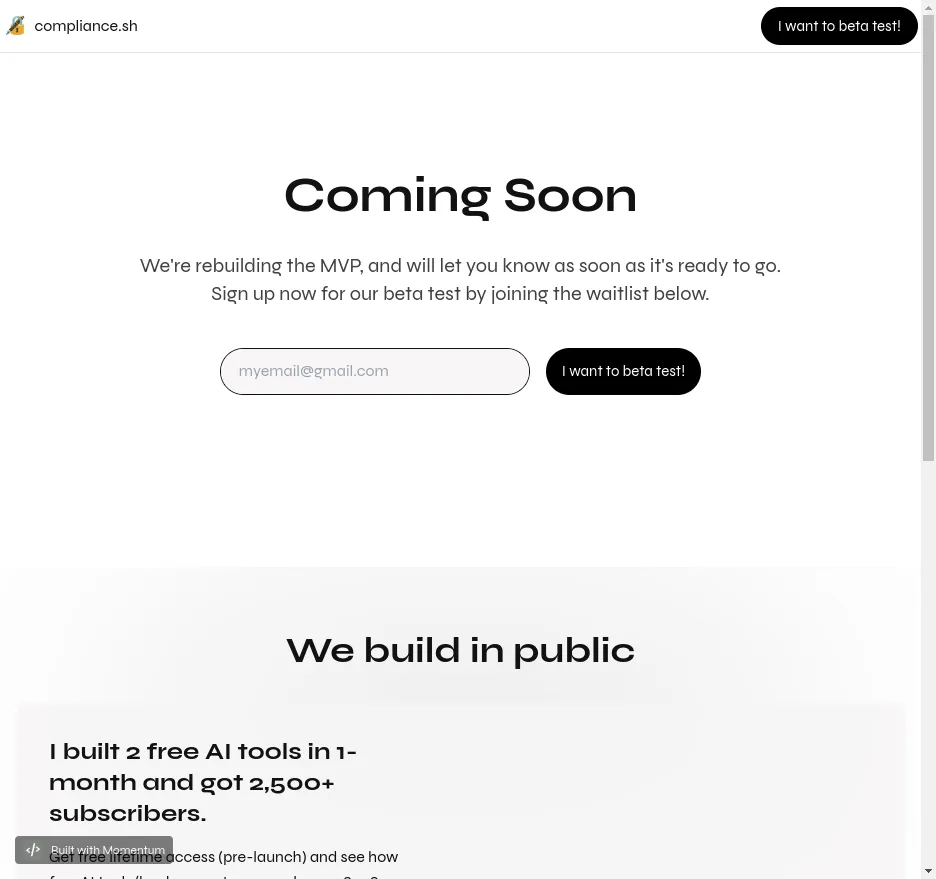 compliance.sh
I want to beta test!
Coming Soon
We're rebuilding the MVP, and will let you know as soon as it's ready to go.
Sign up now for our beta test by joining the waitlist below.
myemail@gmail.com
I want to beta test!
We build in public
I built 2 free AI tools in 1-
month and got 2,500+
subscribers.
Built with Momentum
Get free lifetime access (pre-launch) and see how